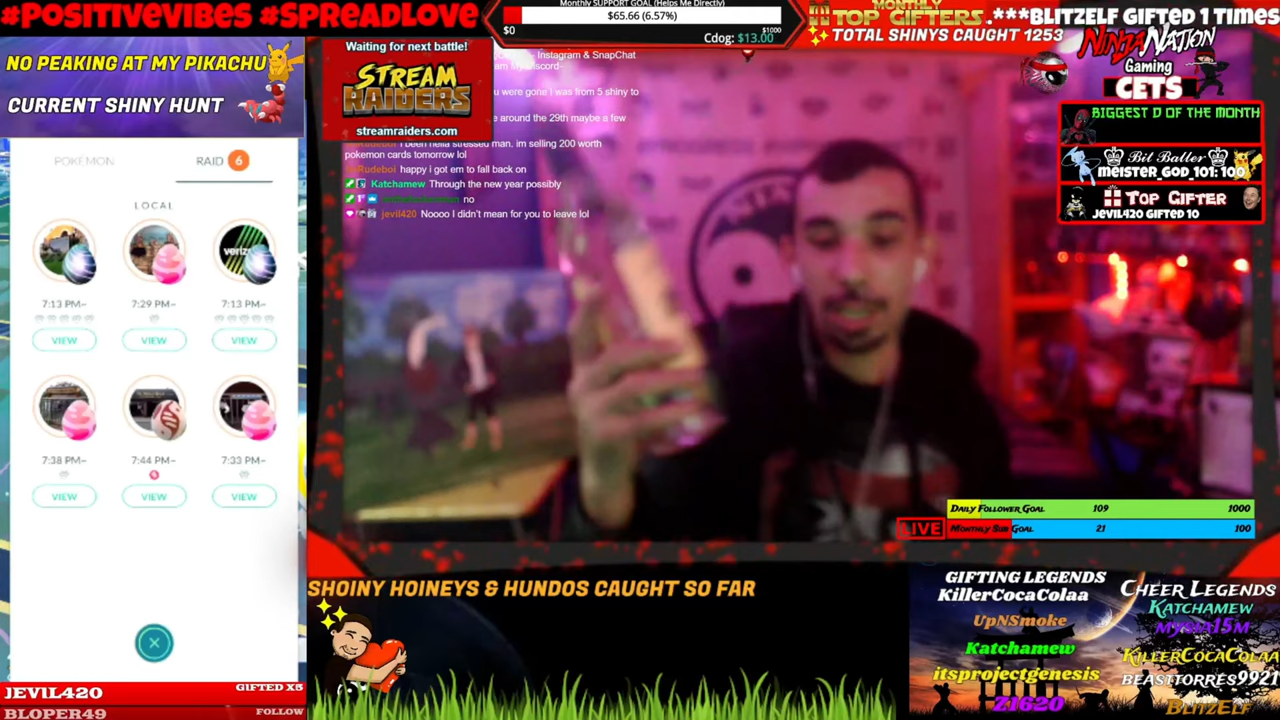 #POSITIVEVIBES #SPREADLOVE
Monthly SUPPORT GOAL (Helps Me Directly)
$65.66 (6.57%)
$0
$1000
Cdog: $13.00
MONTHLY
TOP GIFTERS
.***BLITZELF GIFTED 1 TIMES
TOTAL SHINYS CAUGHT 1253
NO PEAKING AT MY PIKACHU
CURRENT SHINY HUNT
POKÉMON
RAID 6
LOCAL
verizo
7:13 PM~
7:29 PM~
7:13 PM~
VIEW
VIEW
VIEW
7:38 PM~
7:44 PM~
7:33 PM~
VIEW
VIEW
VIEW
JEVIL420
GIFTED X5
BLOPER49
FOLLOW
Waiting for next battle!
STREAM
RAIDERS
streamraiders.com
- Instagram & SnapChat
u were gone I was from 5 shiny to
e around the 29th maybe a few
I been hella stressed man. im selling 200 worth
pokemon cards tomorrow lol
Rudeboi happy i got em to fall back on
Katchamew Through the new year possibly
no
jevil420 Noooo I didn't mean for you to leave lol
NINJA NATION
Gaming
CETS
BIGGEST D OF THE MONTH
Bit Baller
MEISTER_GOD_101: 100
TOP GIFTER
JEVIL420 GIFTED 10
DAILY FOLLOWER GOAL 109 1000
LIVE
MONTHLY SUB GOAL 21 100
SHOINY HOINEYS & HUNDOS CAUGHT SO FAR
GIFTING LEGENDS
KillerCocaColaa
UpNSmoke
Katchamew
itsprojectgenesis
ZJ620
CHEER LEGENDS
KATCHAMEW
KILLERCOCACOLAA
BEASTTORRES9921
BLITZELF